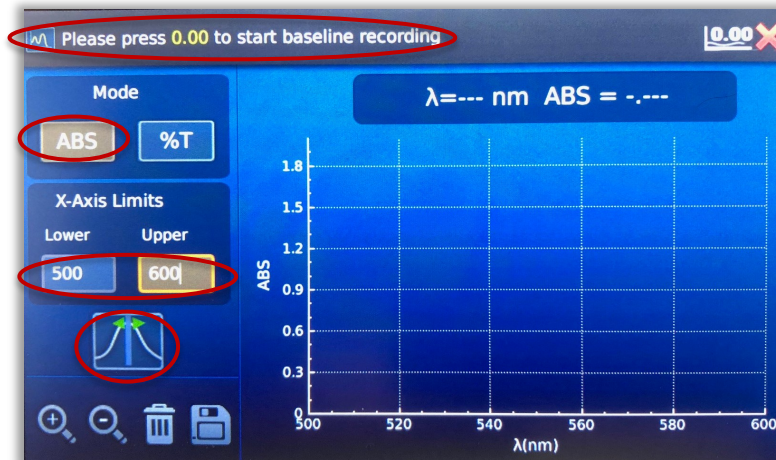 Please press 0.00 to start baseline recording
0.00
Mode
ABS %T
X-Axis Limits
Lower Upper
500 600
λ=--- nm ABS = -.---
ABS
1.8
1.5
1.2
0.9
0.6
0.3
0
500 520 540 560 580 600
λ(nm)